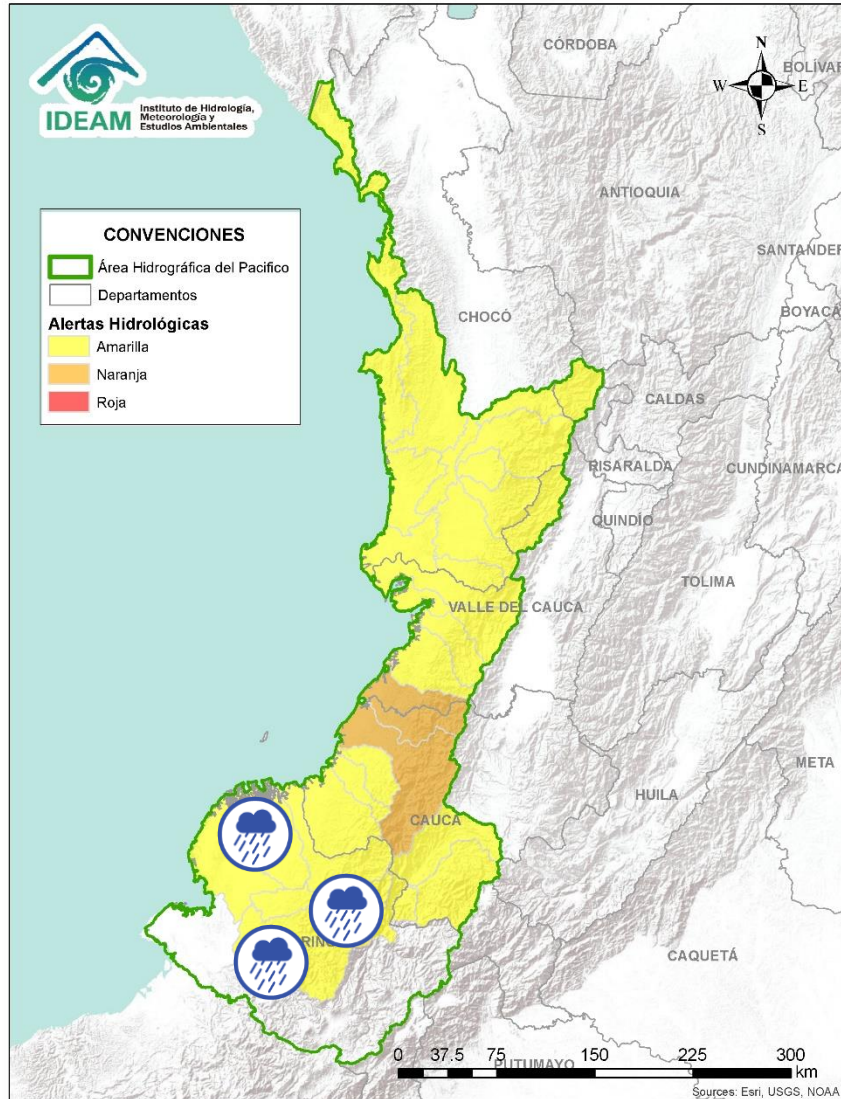 IDEAM
Instituto de Hidrología,
Meteorología y
Estudios Ambientales
N
W
E
S
CONVENCIONES
Área Hidrográfica del Pacifico
Departamentos
Alertas Hidrológicas
Amarilla
Naranja
Roja
CÓRDOBA
BOLÍVAR
ANTIOQUIA
SANTANDER
BOYACÁ
CHOCÓ
CALDAS
RISARALDA
CUNDINAMARCA
QUINDÍO
TOLIMA
VALLE DEL CAUCA
META
HUILA
CAUCA
RIÑO
CAQUETÁ
PUTUMAYO
0 37.5 75 150 225 300
km
Sources: Esri, USGS, NOAA